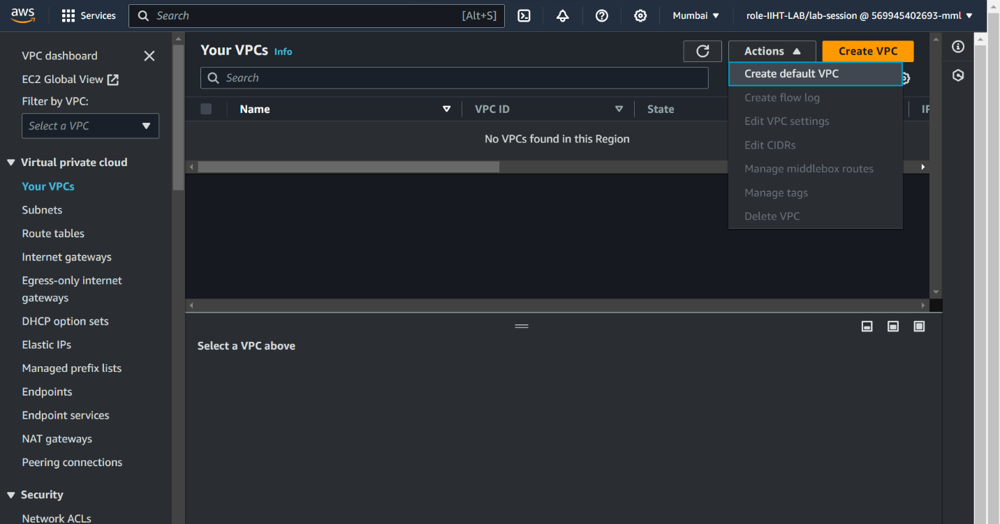 aws
Services
Search
[Alt+S]
Mumbai
role-IIHT-LAB/lab-session @ 569945402693-mml
VPC dashboard
EC2 Global View
Filter by VPC:
Select a VPC
Virtual private cloud
Your VPCs
Subnets
Route tables
Internet gateways
Egress-only internet
gateways
DHCP option sets
Elastic IPs
Managed prefix lists
Endpoints
Endpoint services
NAT gateways
Peering connections
Security
Network ACLs
Your VPCs Info
Actions
Create VPC
Search
Create default VPC
Create flow log
Edit VPC settings
Edit CIDRs
Manage middlebox routes
Manage tags
Delete VPC
Name
VPC ID
State
No VPCs found in this Region
Select a VPC above